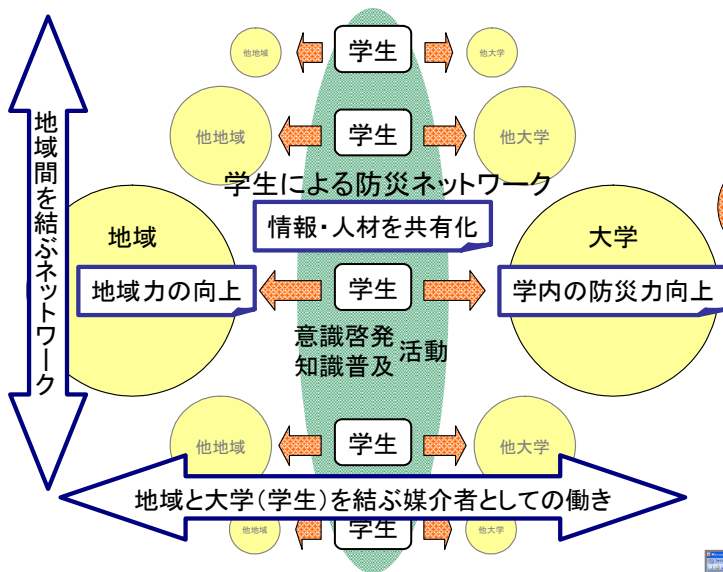 他地域
学生
他大学
他地域
学生
他大学
学生による防災ネットワーク
情報・人材を共有化
地域間を結ぶネットワーク
地域
大学
地域力の向上
学生
学内の防災力向上
意識啓発
知識普及
活動
他地域
学生
他大学
地域と大学(学生)を結ぶ媒介者としての働き
他地域
学生
他大学